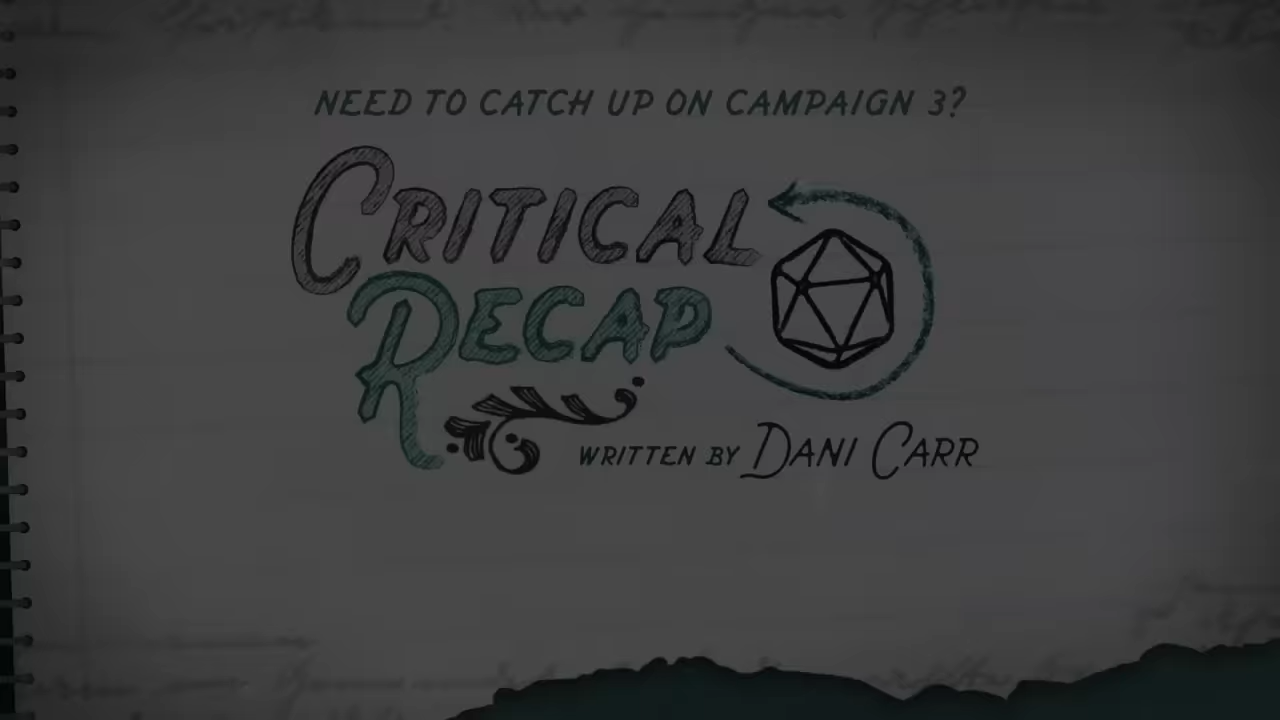 NEED TO CATCH UP ON CAMPAIGN 3?
CRITICAL
RECAP
WRITTEN BY DANI CARR